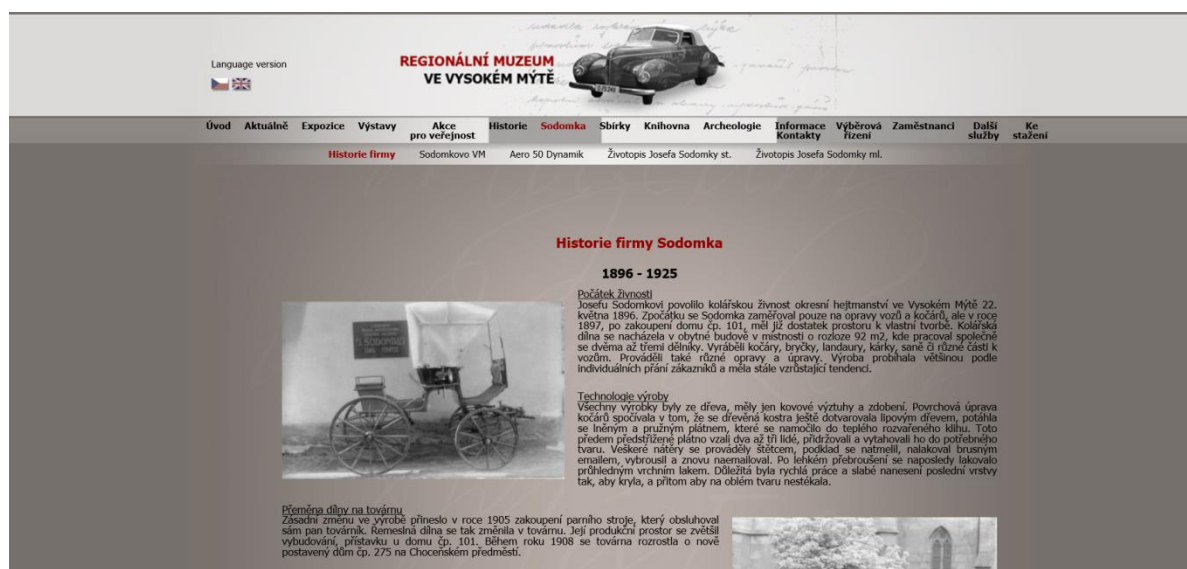 Language version
REGIONÁLNÍ MUZEUM
VE VYSOKÉM MÝTĚ
Úvod Aktuálně Expozice Výstavy Akce pro veřejnost Historie Sodomka Sbírky Knihovna Archeologie Informace Kontakty Výběrová řízení Zaměstnanci Další služby Ke stažení
Historie firmy Sodomkovo VM Aero 50 Dynamik Životopis Josefa Sodomky st. Životopis Josefa Sodomky ml.
Historie firmy Sodomka
1896 - 1925
Počátek živnosti
Josefu Sodomkovi povolilo kolářskou živnost okresní hejtmanství ve Vysokém Mýtě 22.
května 1896. Zpočátku se Sodomka zaměřoval pouze na opravy vozů a kočárů, ale v roce
1897, po zakoupení domu čp. 101, měl již dostatek prostoru k vlastní tvorbě. Kolářská
dílna se nacházela v obytné budově v místnosti o rozloze 92 m2, kde pracoval společně
se dvěma až třemi dělníky. Vyráběli kočáry, bryčky, landaury, kárky, saně či různé části k
vozům. Prováděli také různé opravy a úpravy. Výroba probíhala většinou podle
individuálních přání zákazníků a měla stále vzrůstající tendenci.
Technologie výroby
Všechny výrobky byly ze dřeva, měly jen kovové výztuhy a zdobení. Povrchová úprava
kočárů spočívala v tom, že se dřevěná kostra ještě dotvarovala lipovým dřevem, potáhla
se lněným a pružným plátnem, které se namočilo do teplého rozvařeného klihu. Toto
předem předstřižené plátno vzali dva až tři lidé, přidržovali a vytahovali ho do potřebného
tvaru. Veškeré nátěry se prováděly štětcem, podklad se natmelil, nalakoval brusným
emailem, vybrousil a znovu naemailoval. Po lehkém přebroušení se naposledy lakovalo
průhledným vrchním lakem. Důležitá byla rychlá práce a slabé nanesení poslední vrstvy
tak, aby kryla, a přitom aby na oblém tvaru nestékala.
Přeměna dílny na továrnu
Zásadní změnu ve výrobě přineslo v roce 1905 zakoupení parního stroje, který obsluhoval
sám pan továrník. Řemeslná dílna se tak změnila v továrnu. Její produkční prostor se zvětšil
vybudování, přístavku u domu čp. 101. Během roku 1908 se továrna rozrostla o nově
postavený dům čp. 275 na Choceňském předměstí.